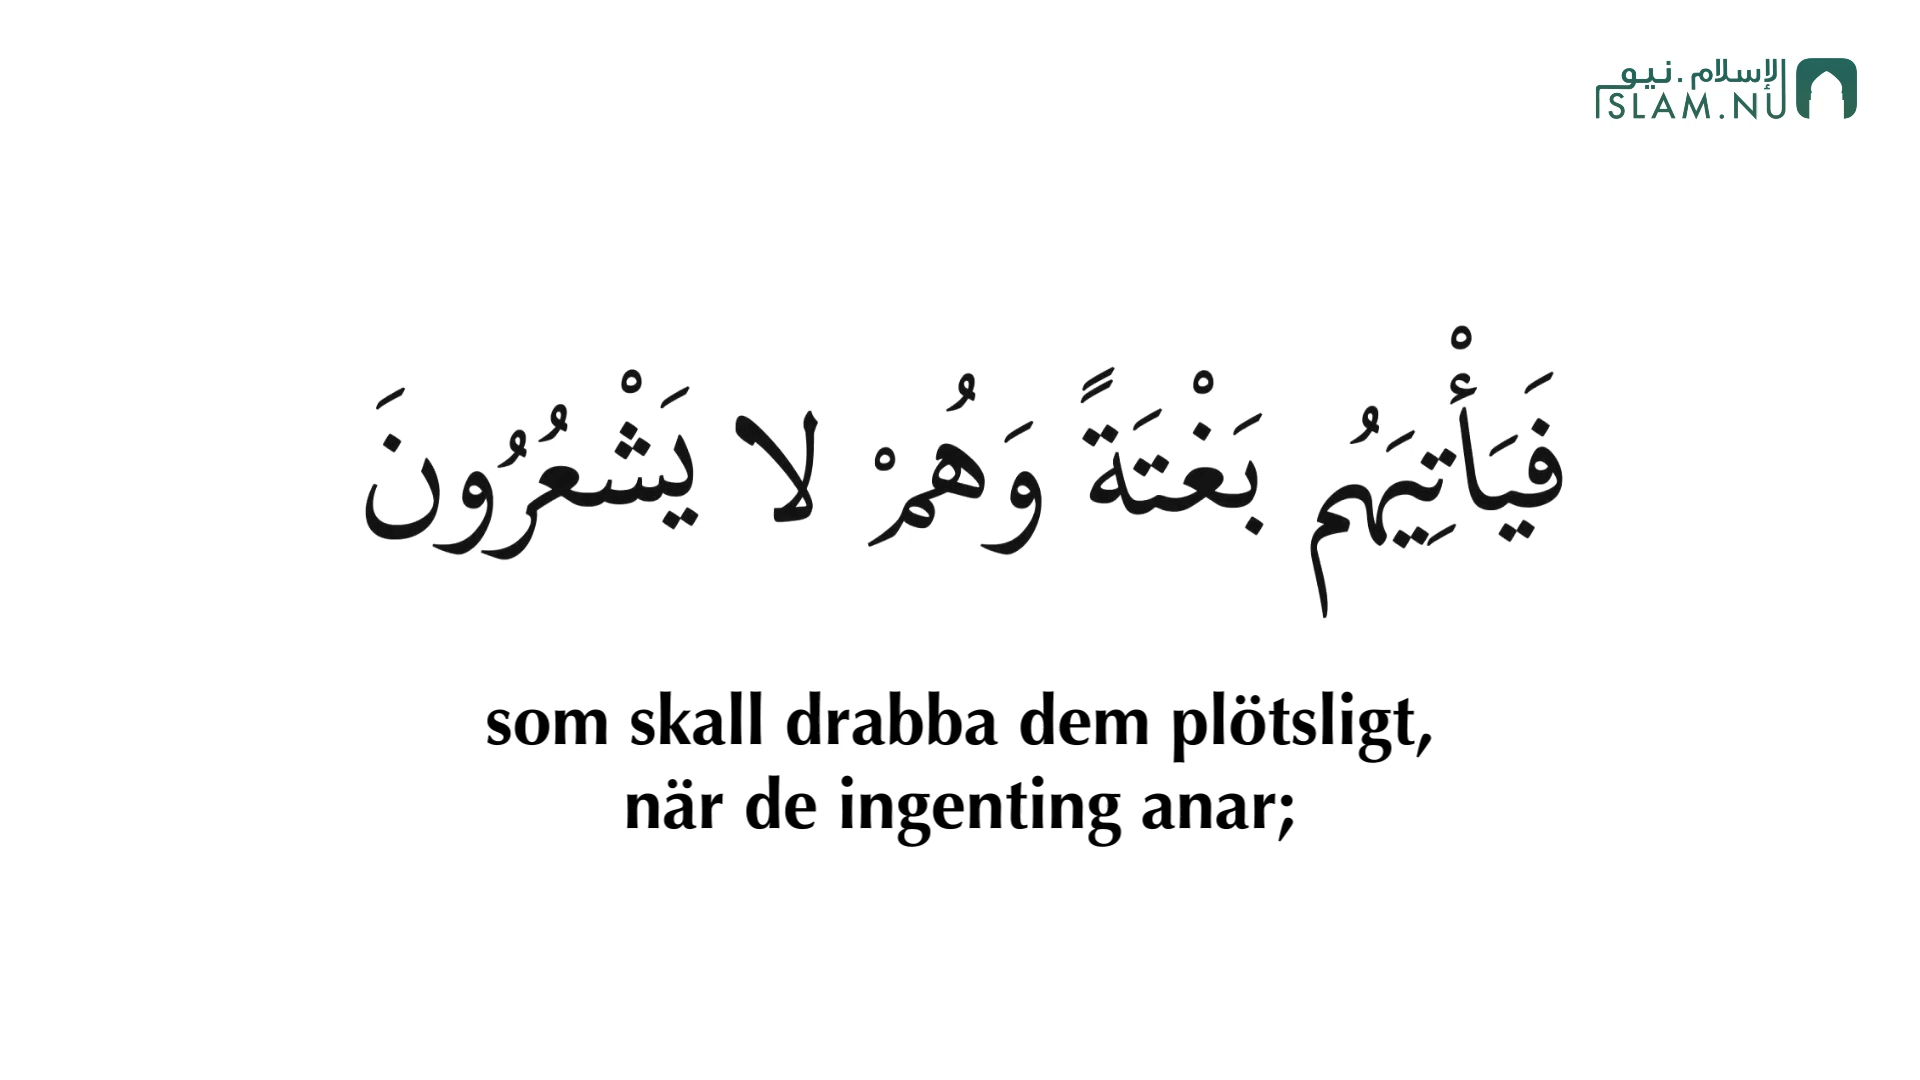 الإسلام.نيو
ISLAM.NU
فَيَأْتِيَهُم بَغْتَةً وَهُمْ لا يَشْعُرُونَ
som skall drabba dem plötsligt,
när de ingenting anar;